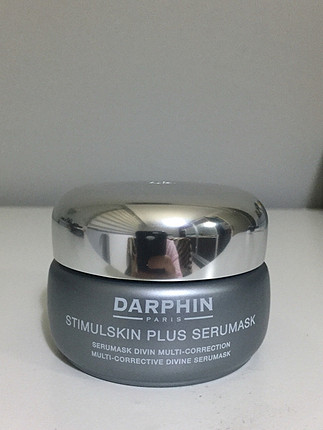 DARPHIN
PARIS
STIMULSKIN PLUS SERUMASK
SERUMASK DIVIN MULTI-CORRECTION
MULTI-CORRECTIVE DIVINE SERUMASK